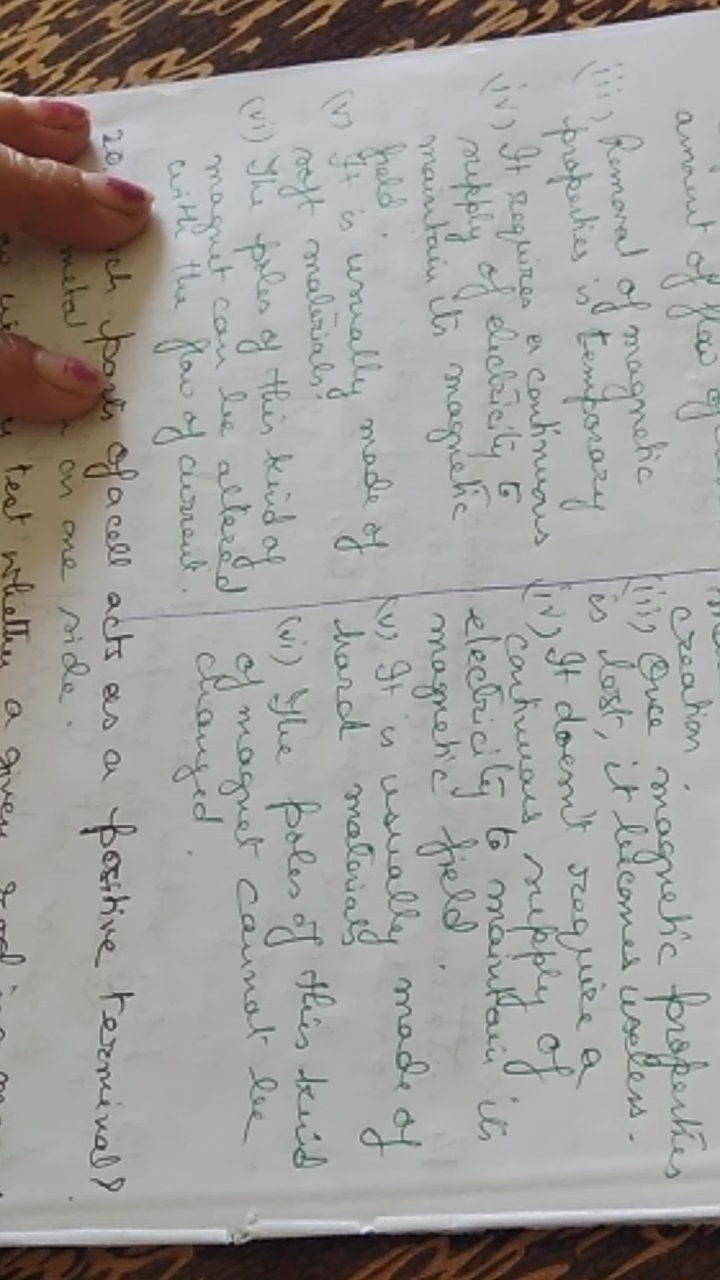 amount of flow of
(iii) Removal of magnetic
properties is temporary
(iv) It requires a continuous
supply of electricity to
maintain its magnetic
field.
(v) It is usually made of
soft materials.
(vi) The poles of this kind of
magnet can be altered
with the flow of current.
creation
(iii) Once magnetic properties
is lost, it becomes useless.
(iv) It doesn't require a
continuous supply of
electricity to maintain its
magnetic field
(v) It is usually made of
hard materials
(vi) The poles of this kind
of magnet cannot be
changed.
20 parts of a cell acts as a positive terminal?
metal on one side.
test whether a given rod is a